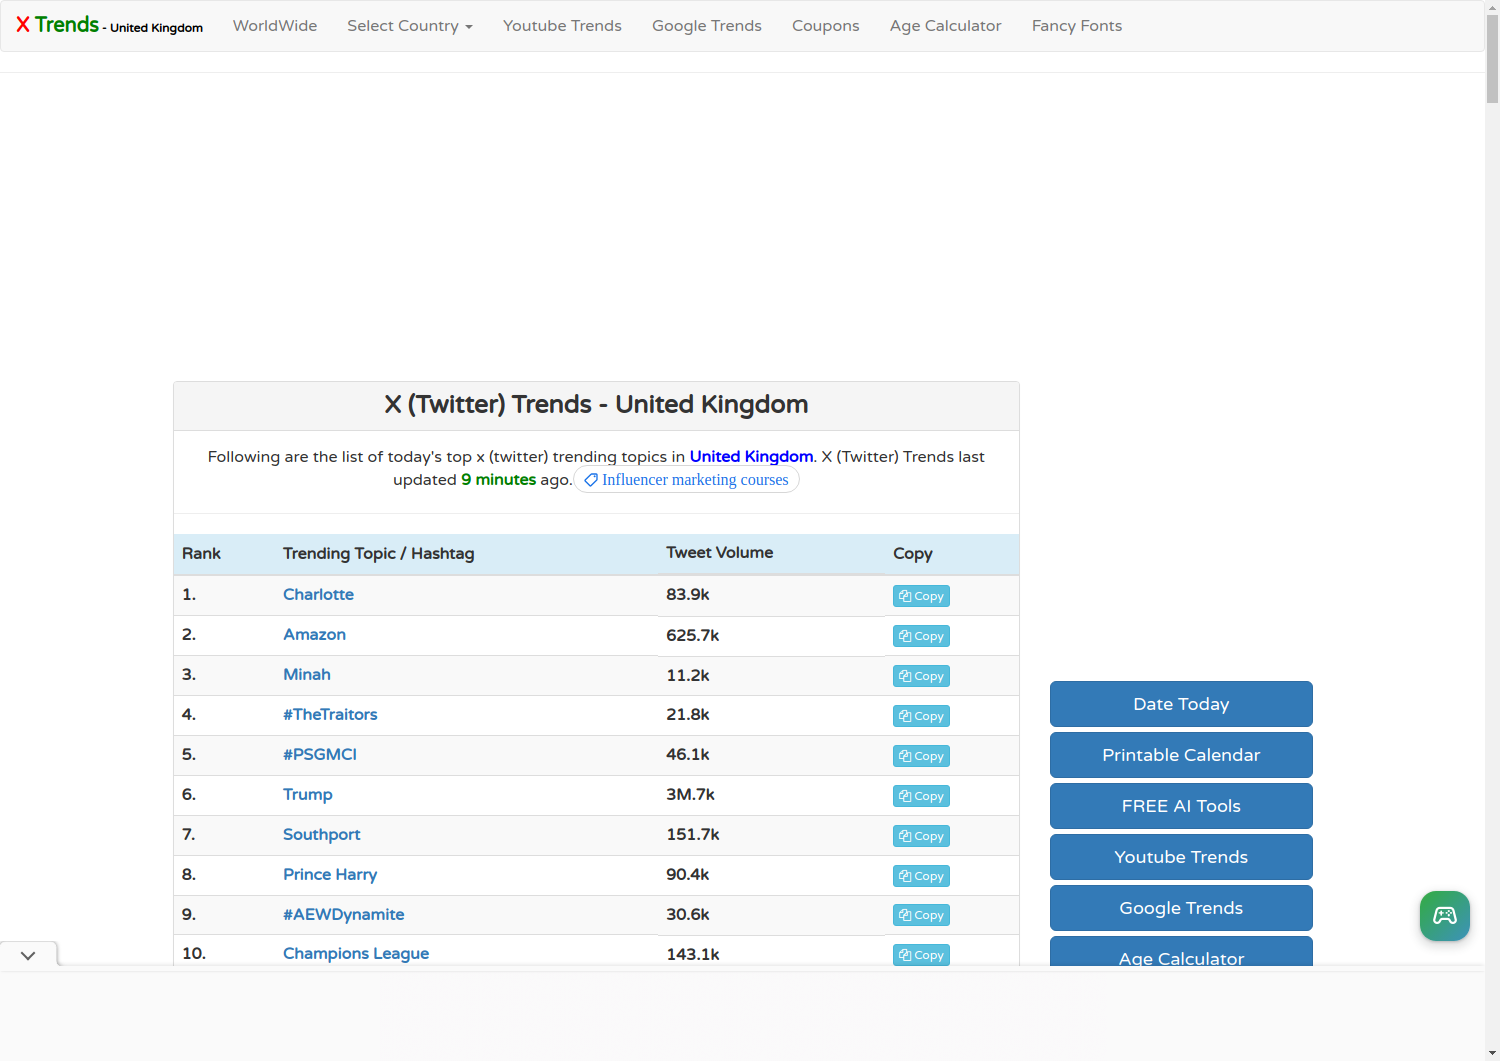 X Trends - United Kingdom WorldWide Select Country Youtube Trends Google Trends Coupons Age Calculator Fancy Fonts
X (Twitter) Trends - United Kingdom
Following are the list of today's top x (twitter) trending topics in United Kingdom. X (Twitter) Trends last
updated 9 minutes ago. Influencer marketing courses
Rank Trending Topic / Hashtag Tweet Volume Copy
1. Charlotte 83.9k Copy
2. Amazon 625.7k Copy
3. Minah 11.2k Copy
4. #TheTraitors 21.8k Copy
5. #PSGMCI 46.1k Copy
6. Trump 3M.7k Copy
7. Southport 151.7k Copy
8. Prince Harry 90.4k Copy
9. #AEWDynamite 30.6k Copy
10. Champions League 143.1k Copy
Date Today
Printable Calendar
FREE AI Tools
Youtube Trends
Google Trends
Age Calculator